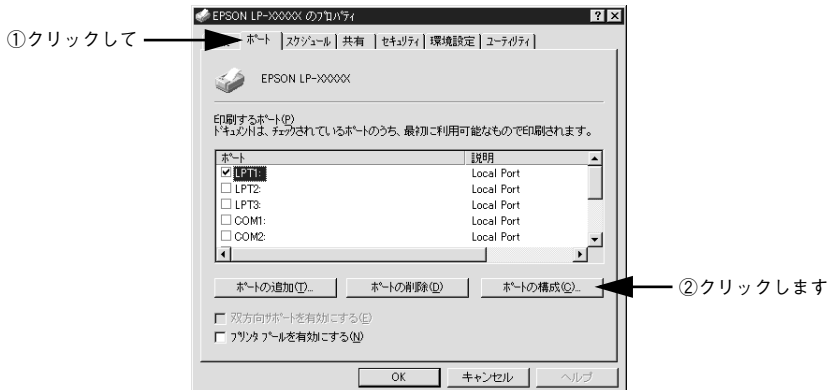 EPSON LP-XXXXX のプロパティ
①クリックして
ポート スケジュール 共有 セキュリティ 環境設定 ユーティリティ
EPSON LP-XXXXX
印刷するポート(P)
ドキュメントは、チェックされているポートのうち、最初に利用可能なもので印刷されます。
ポート 説明
LPT1: Local Port
LPT2: Local Port
LPT3: Local Port
COM1: Local Port
COM2: Local Port
ポートの追加(T)... ポートの削除(D) ポートの構成(C)...
②クリックします
双方向サポートを有効にする(E)
プリンタ プールを有効にする(N)
OK キャンセル ヘルプ